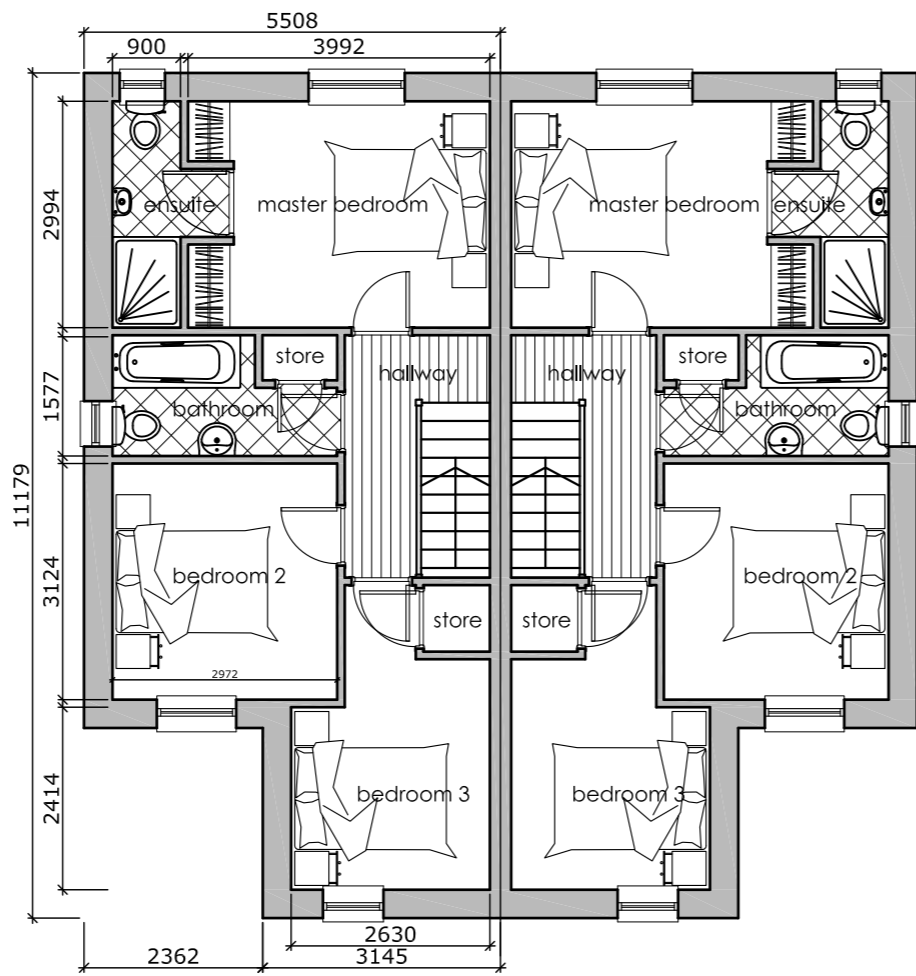 5508
900
3992
ensuite
master bedroom
master bedroom
ensuite
2994
store
hallway
hallway
store
bathroom
bathroom
1577
11179
bedroom 2
bedroom 2
3124
store
store
2972
bedroom 3
bedroom 3
2414
2630
2362
3145